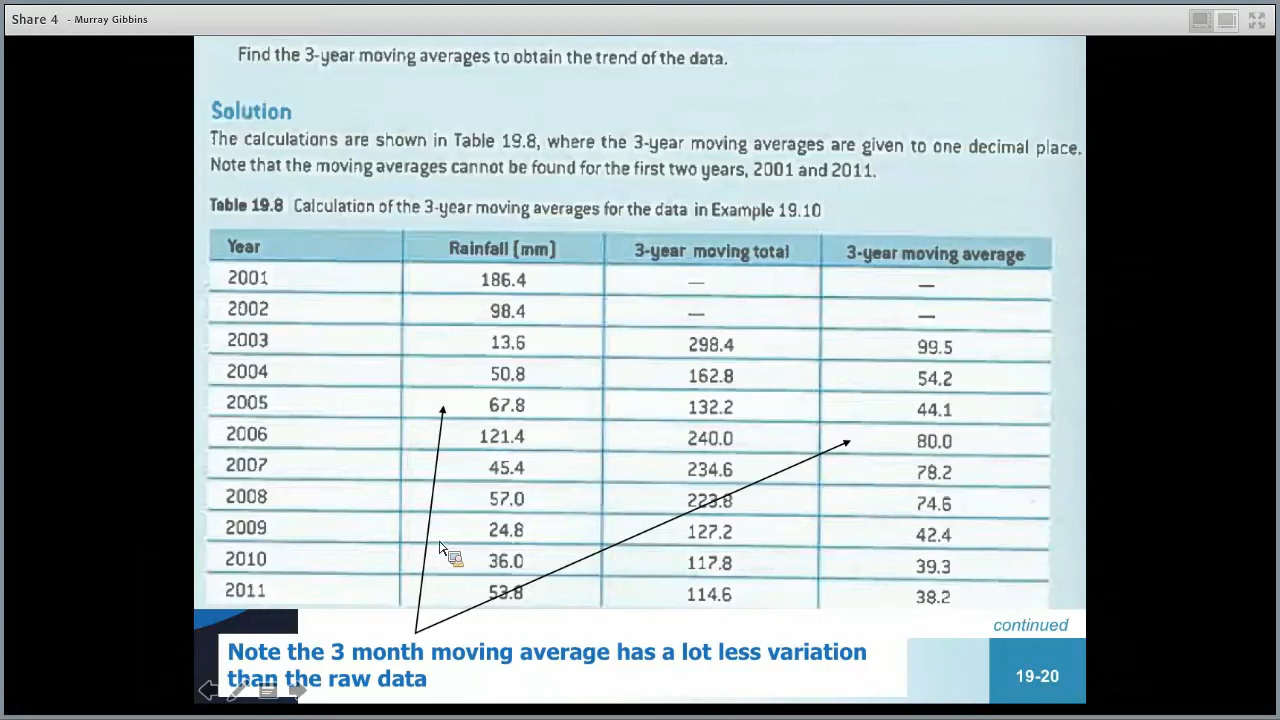 Share 4 - Murray Gibbins
Find the 3-year moving averages to obtain the trend of the data.
Solution
The calculations are shown in Table 19.8, where the 3-year moving averages are given to one decimal place.
Note that the moving averages cannot be found for the first two years, 2001 and 2011.
Table 19.8 Calculation of the 3-year moving averages for the data in Example 19.10
Year Rainfall (mm) 3-year moving total 3-year moving average
2001 186.4 — —
2002 98.4 — —
2003 13.6 298.4 99.5
2004 50.8 162.8 54.2
2005 67.8 132.2 44.1
2006 121.4 240.0 80.0
2007 45.4 234.6 78.2
2008 57.0 223.8 74.6
2009 24.8 127.2 42.4
2010 36.0 117.8 39.3
2011 53.8 114.6 38.2
continued
Note the 3 month moving average has a lot less variation
than the raw data
19-20